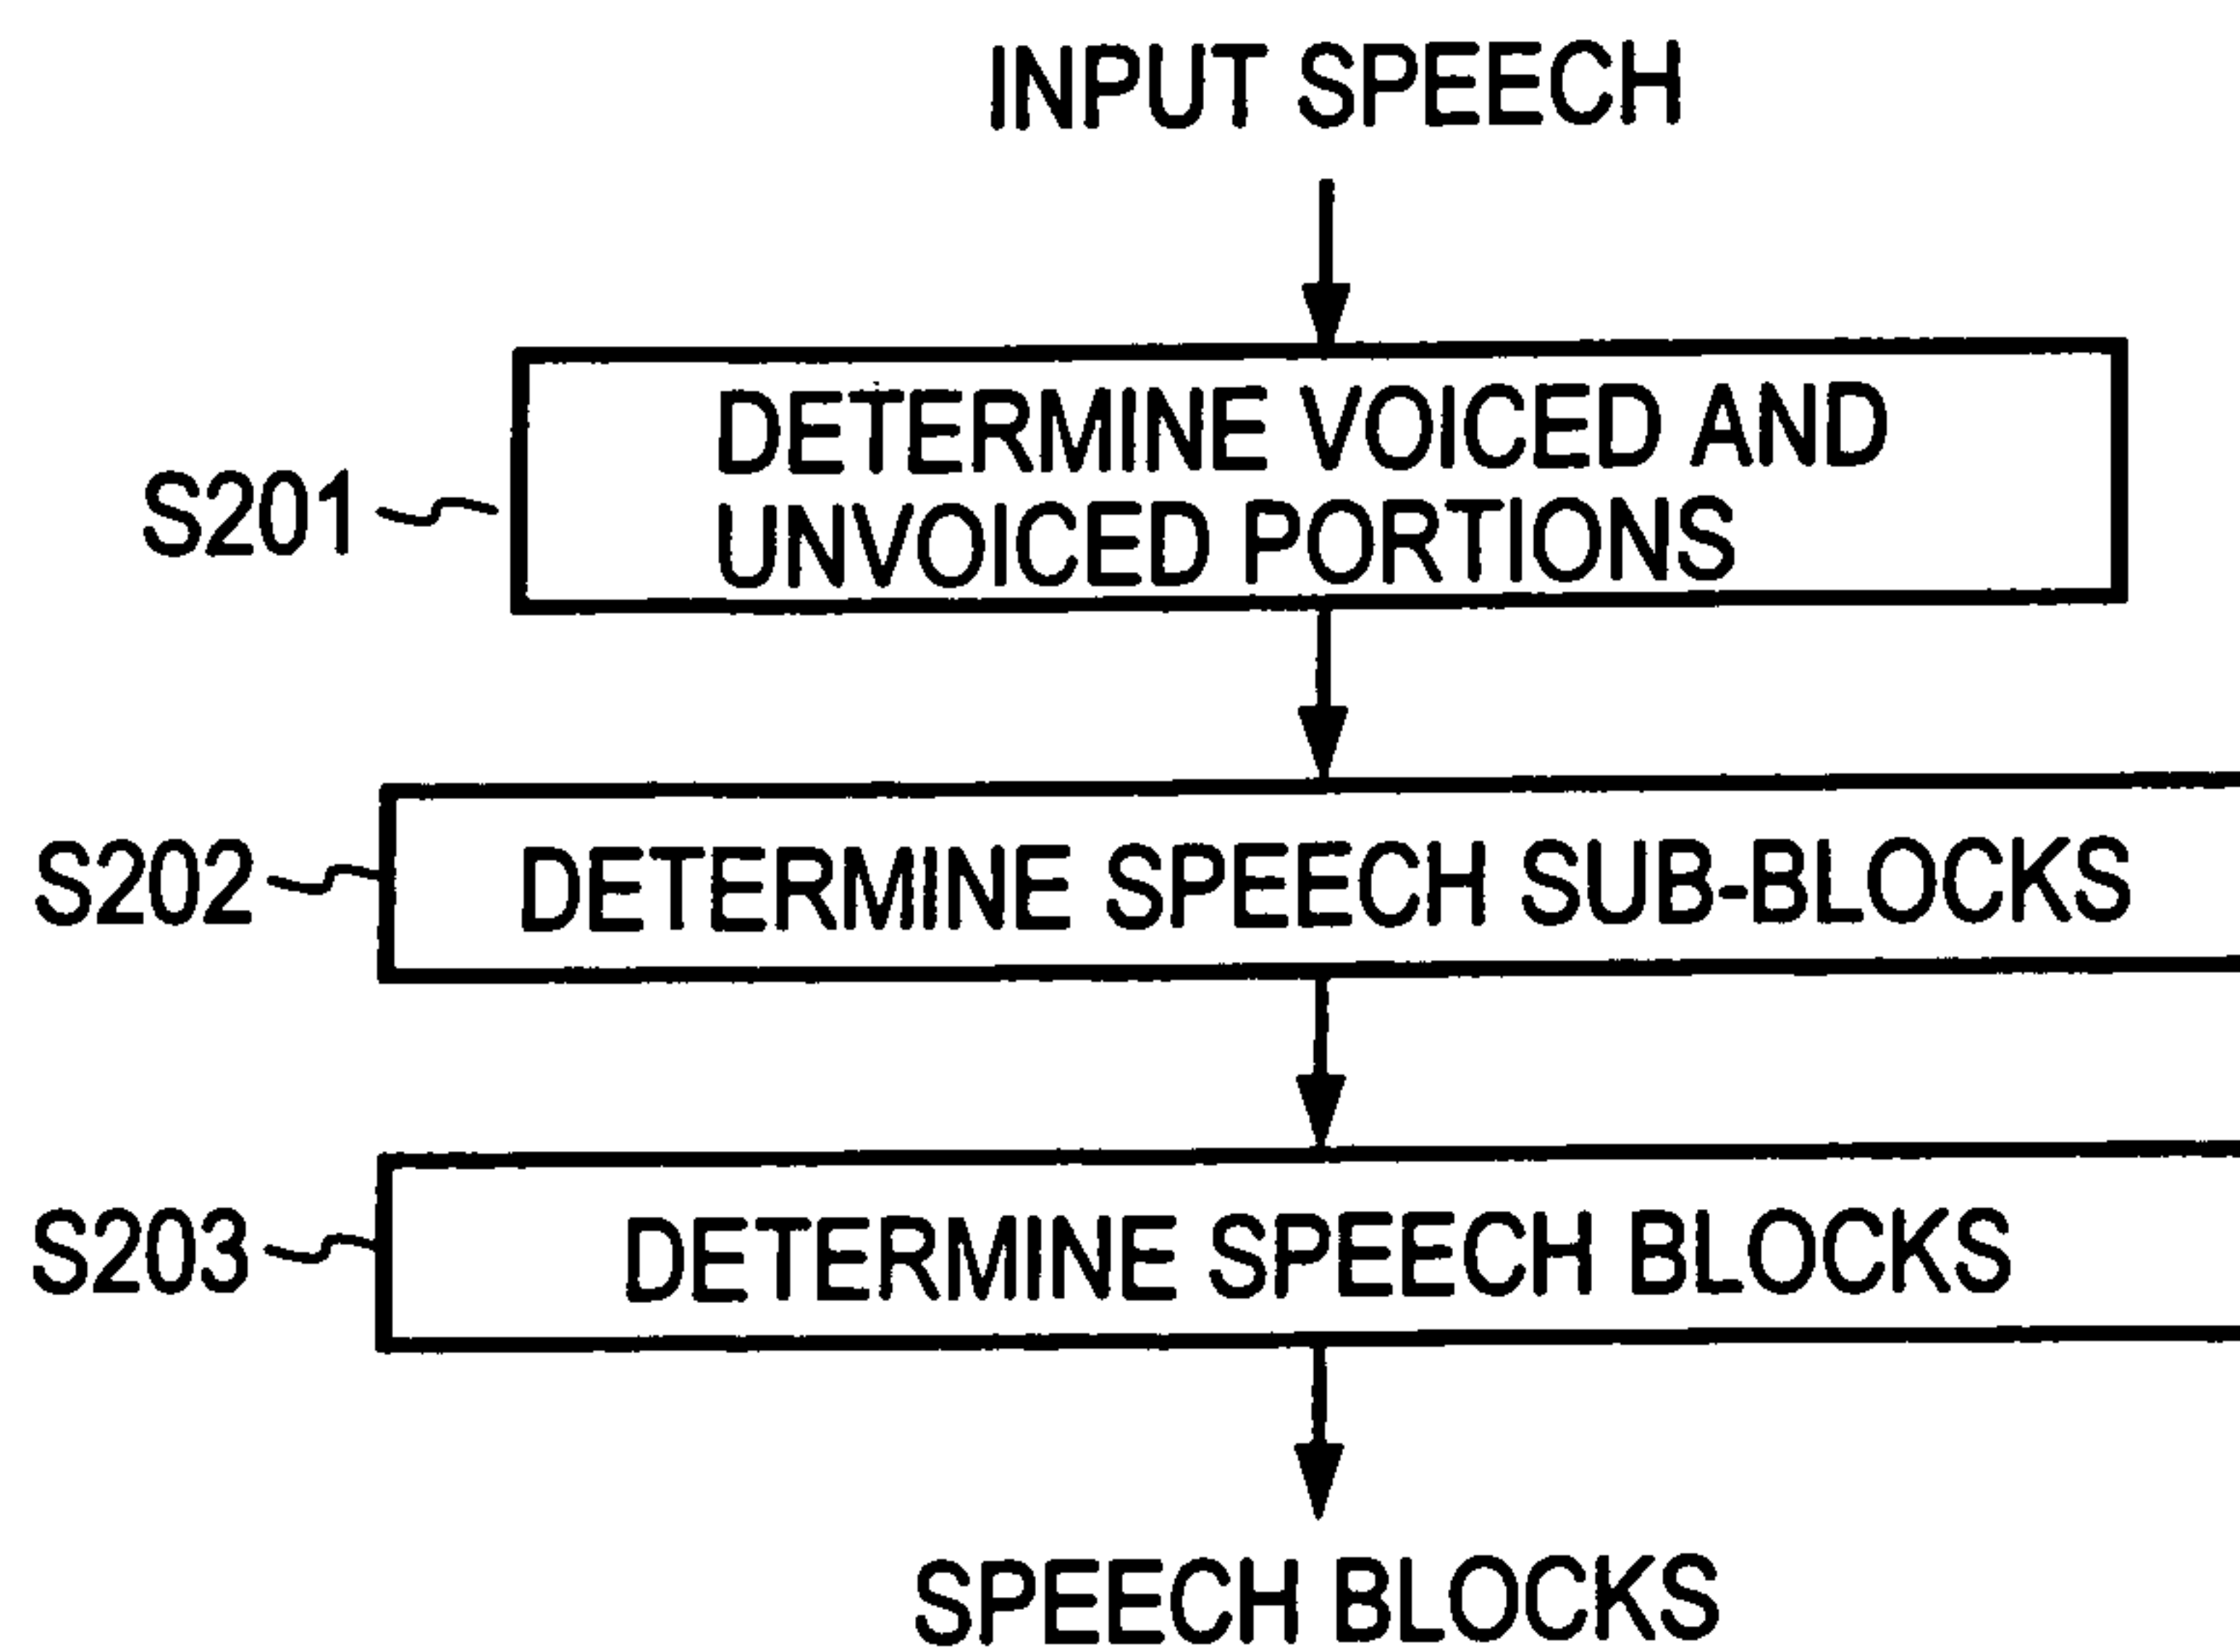 INPUT SPEECH
DETERMINE VOICED AND
UNVOICED PORTIONS
S201
S202
DETERMINE SPEECH SUB-BLOCKS
S203
DETERMINE SPEECH BLOCKS
SPEECH BLOCKS